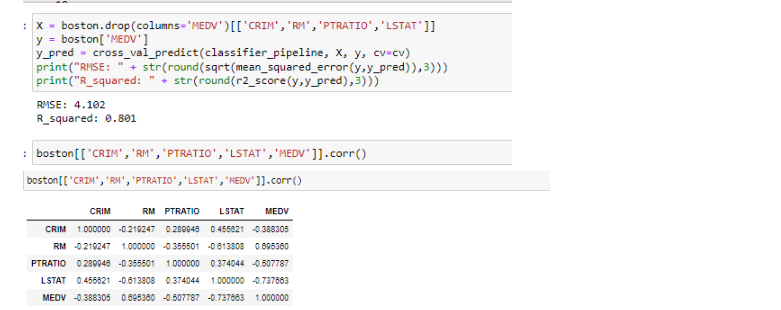 : X = boston.drop(columns='MEDV')[['CRIM','RM','PTRATIO','LSTAT']]
y = boston['MEDV']
y_pred = cross_val_predict(classifier_pipeline, X, y, cv=cv)
print("RMSE: " + str(round(sqrt(mean_squared_error(y,y_pred)),3)))
print("R_squared: " + str(round(r2_score(y,y_pred),3)))
RMSE: 4.102
R_squared: 0.801
: boston[['CRIM','RM','PTRATIO','LSTAT','MEDV']].corr()
boston[['CRIM','RM','PTRATIO','LSTAT','MEDV']].corr()
CRIM RM PTRATIO LSTAT MEDV
CRIM 1.000000 -0.219247 0.289946 0.455621 -0.388305
RM -0.219247 1.000000 -0.355501 -0.613808 0.695360
PTRATIO 0.289946 -0.355501 1.000000 0.374044 -0.507787
LSTAT 0.455621 -0.613808 0.374044 1.000000 -0.737663
MEDV -0.388305 0.695360 -0.507787 -0.737663 1.000000